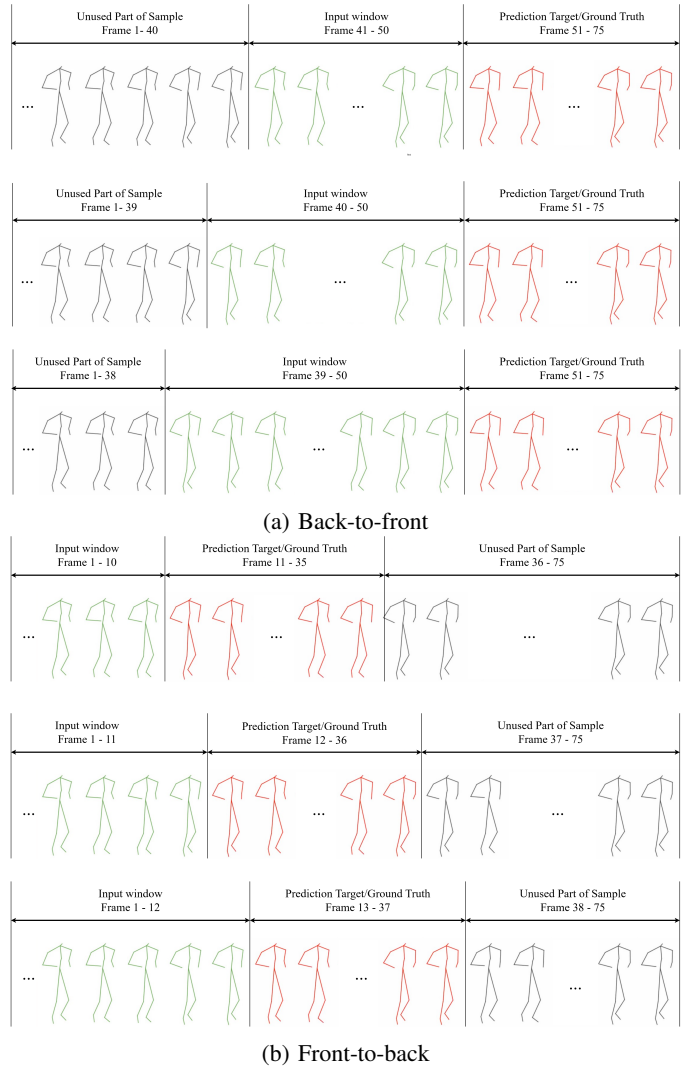 Unused Part of Sample
Frame 1- 40
Input window
Frame 41 - 50
Prediction Target/Ground Truth
Frame 51 - 75
...
...
...
Unused Part of Sample
Frame 1- 39
Input window
Frame 40 - 50
Prediction Target/Ground Truth
Frame 51 - 75
...
...
...
Unused Part of Sample
Frame 1- 38
Input window
Frame 39 - 50
Prediction Target/Ground Truth
Frame 51 - 75
...
...
...
(a) Back-to-front
Input window
Frame 1 - 10
Prediction Target/Ground Truth
Frame 11 - 35
Unused Part of Sample
Frame 36 - 75
...
...
...
Input window
Frame 1 - 11
Prediction Target/Ground Truth
Frame 12 - 36
Unused Part of Sample
Frame 37 - 75
...
...
...
Input window
Frame 1 - 12
Prediction Target/Ground Truth
Frame 13 - 37
Unused Part of Sample
Frame 38 - 75
...
...
...
(b) Front-to-back